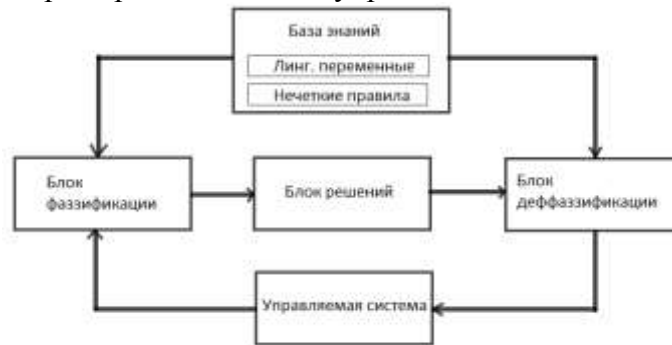 База знаний
Линг. переменные
Нечеткие правила
Блок
фаззификации
Блок решений
Блок
деффаззификации
Управляемая система